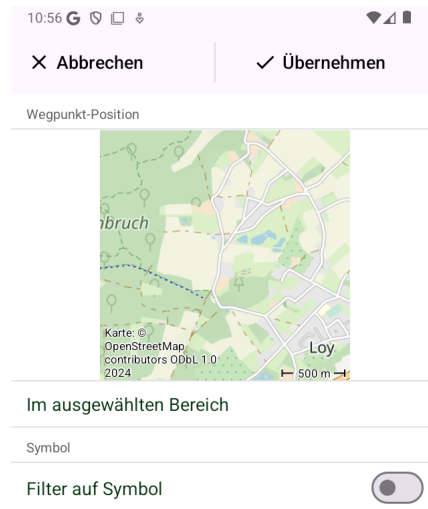 10:56
Abbrechen
Übernehmen
Wegpunkt-Position
nbruch
Loy
Karte: ©
OpenStreetMap
contributors ODbL 1.0
2024
500 m
Im ausgewählten Bereich
Symbol
Filter auf Symbol